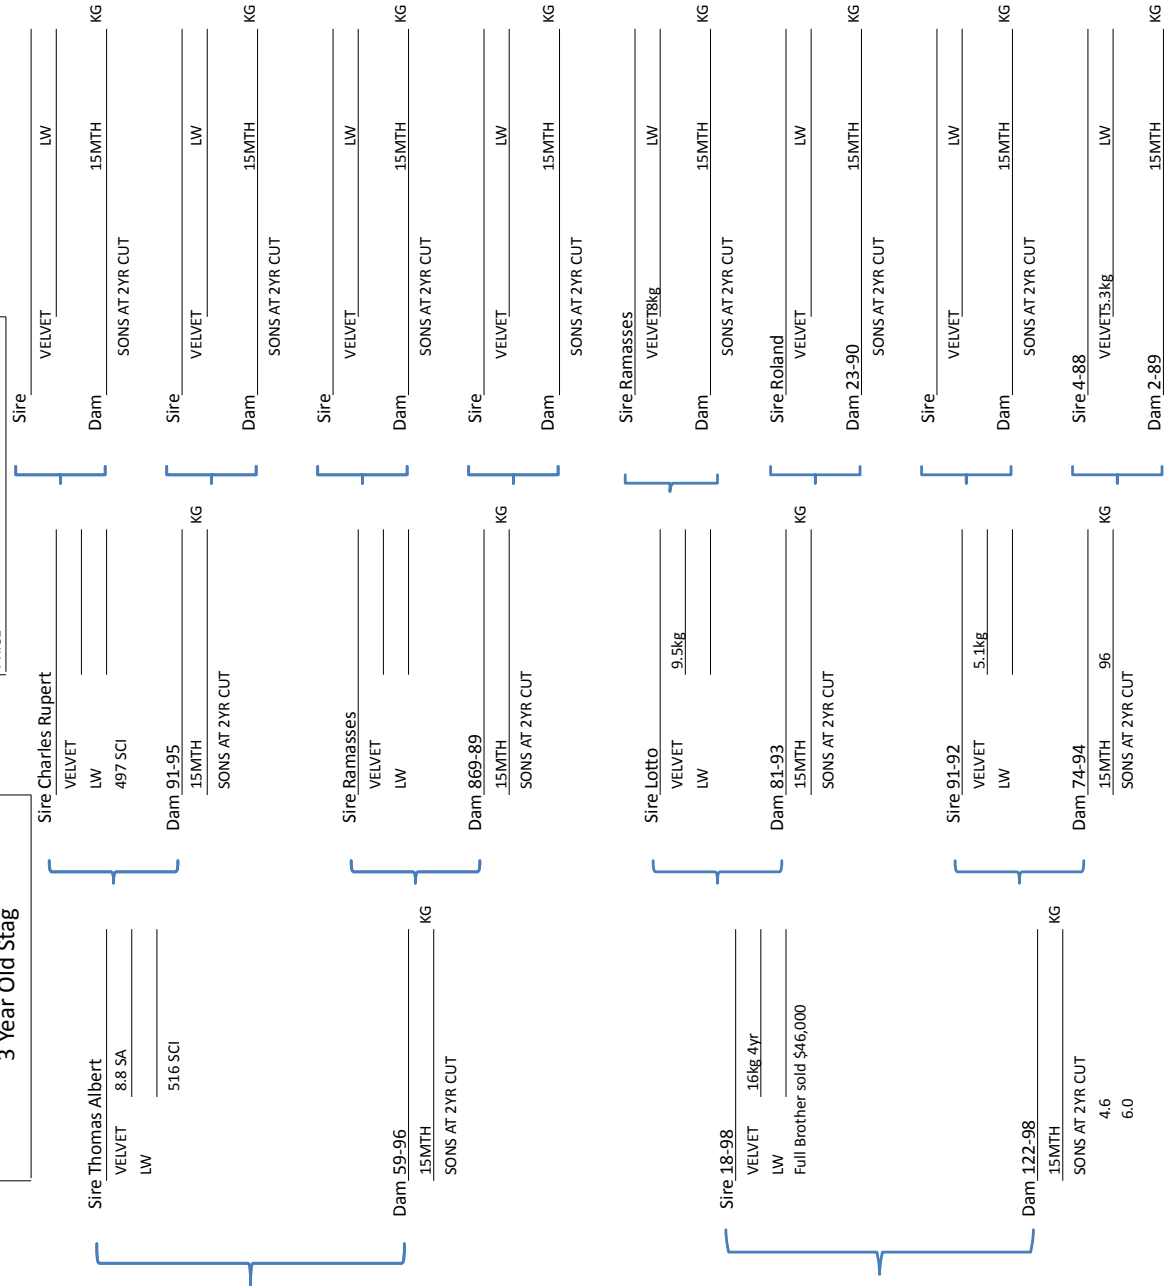 3 Year Old Stag
Sire Thomas Albert
VELVET 8.8 SA
LW
516 SCI
Dam 59-96
15MTH KG
SONS AT 2YR CUT
Sire 18-98
VELVET 16kg 4yr
LW
Full Brother sold $46,000
Dam 122-98
15MTH KG
SONS AT 2YR CUT
4.6
6.0
Sire Charles Rupert
VELVET
LW
497 SCI
Dam 91-95
15MTH KG
SONS AT 2YR CUT
Sire Ramasses
VELVET
LW
Dam 869-89
15MTH KG
SONS AT 2YR CUT
Sire Lotto
VELVET 9.5kg
LW
Dam 81-93
15MTH KG
SONS AT 2YR CUT
Sire 91-92
VELVET 5.1kg
LW
Dam 74-94
15MTH 96 KG
SONS AT 2YR CUT
Sire
VELVET LW
Dam 15MTH KG
SONS AT 2YR CUT
Sire
VELVET LW
Dam 15MTH KG
SONS AT 2YR CUT
Sire
VELVET LW
Dam 15MTH KG
SONS AT 2YR CUT
Sire
VELVET LW
Dam 15MTH KG
SONS AT 2YR CUT
Sire Ramasses
VELVET 8kg LW
Dam 15MTH KG
SONS AT 2YR CUT
Sire Roland
VELVET LW
Dam 23-90 15MTH KG
SONS AT 2YR CUT
Sire
VELVET LW
Dam 15MTH KG
SONS AT 2YR CUT
Sire 4-88
VELVET 5.3kg LW
Dam 2-89 15MTH KG